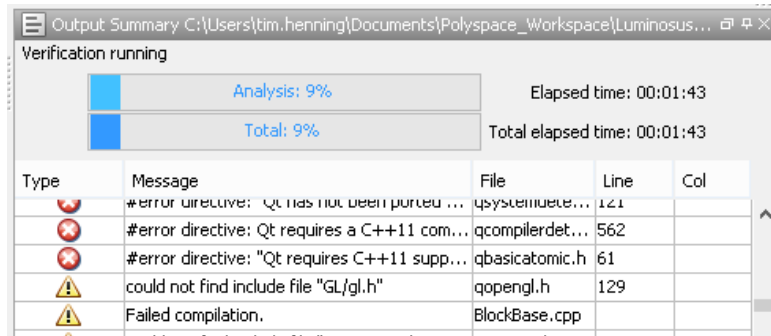 Output Summary C:\Users\tim.henning\Documents\Polyspace_Workspace\Luminosus...
Verification running
Analysis: 9% Elapsed time: 00:01:43
Total: 9% Total elapsed time: 00:01:43
Type Message File Line Col
#error directive: "Qt has not been ported ... qsystemdete... 121
#error directive: "Qt requires a C++11 com... qcompilerdet... 562
#error directive: "Qt requires C++11 supp... qbasicatomic.h 61
could not find include file "GL/gl.h" qopengl.h 129
Failed compilation. BlockBase.cpp